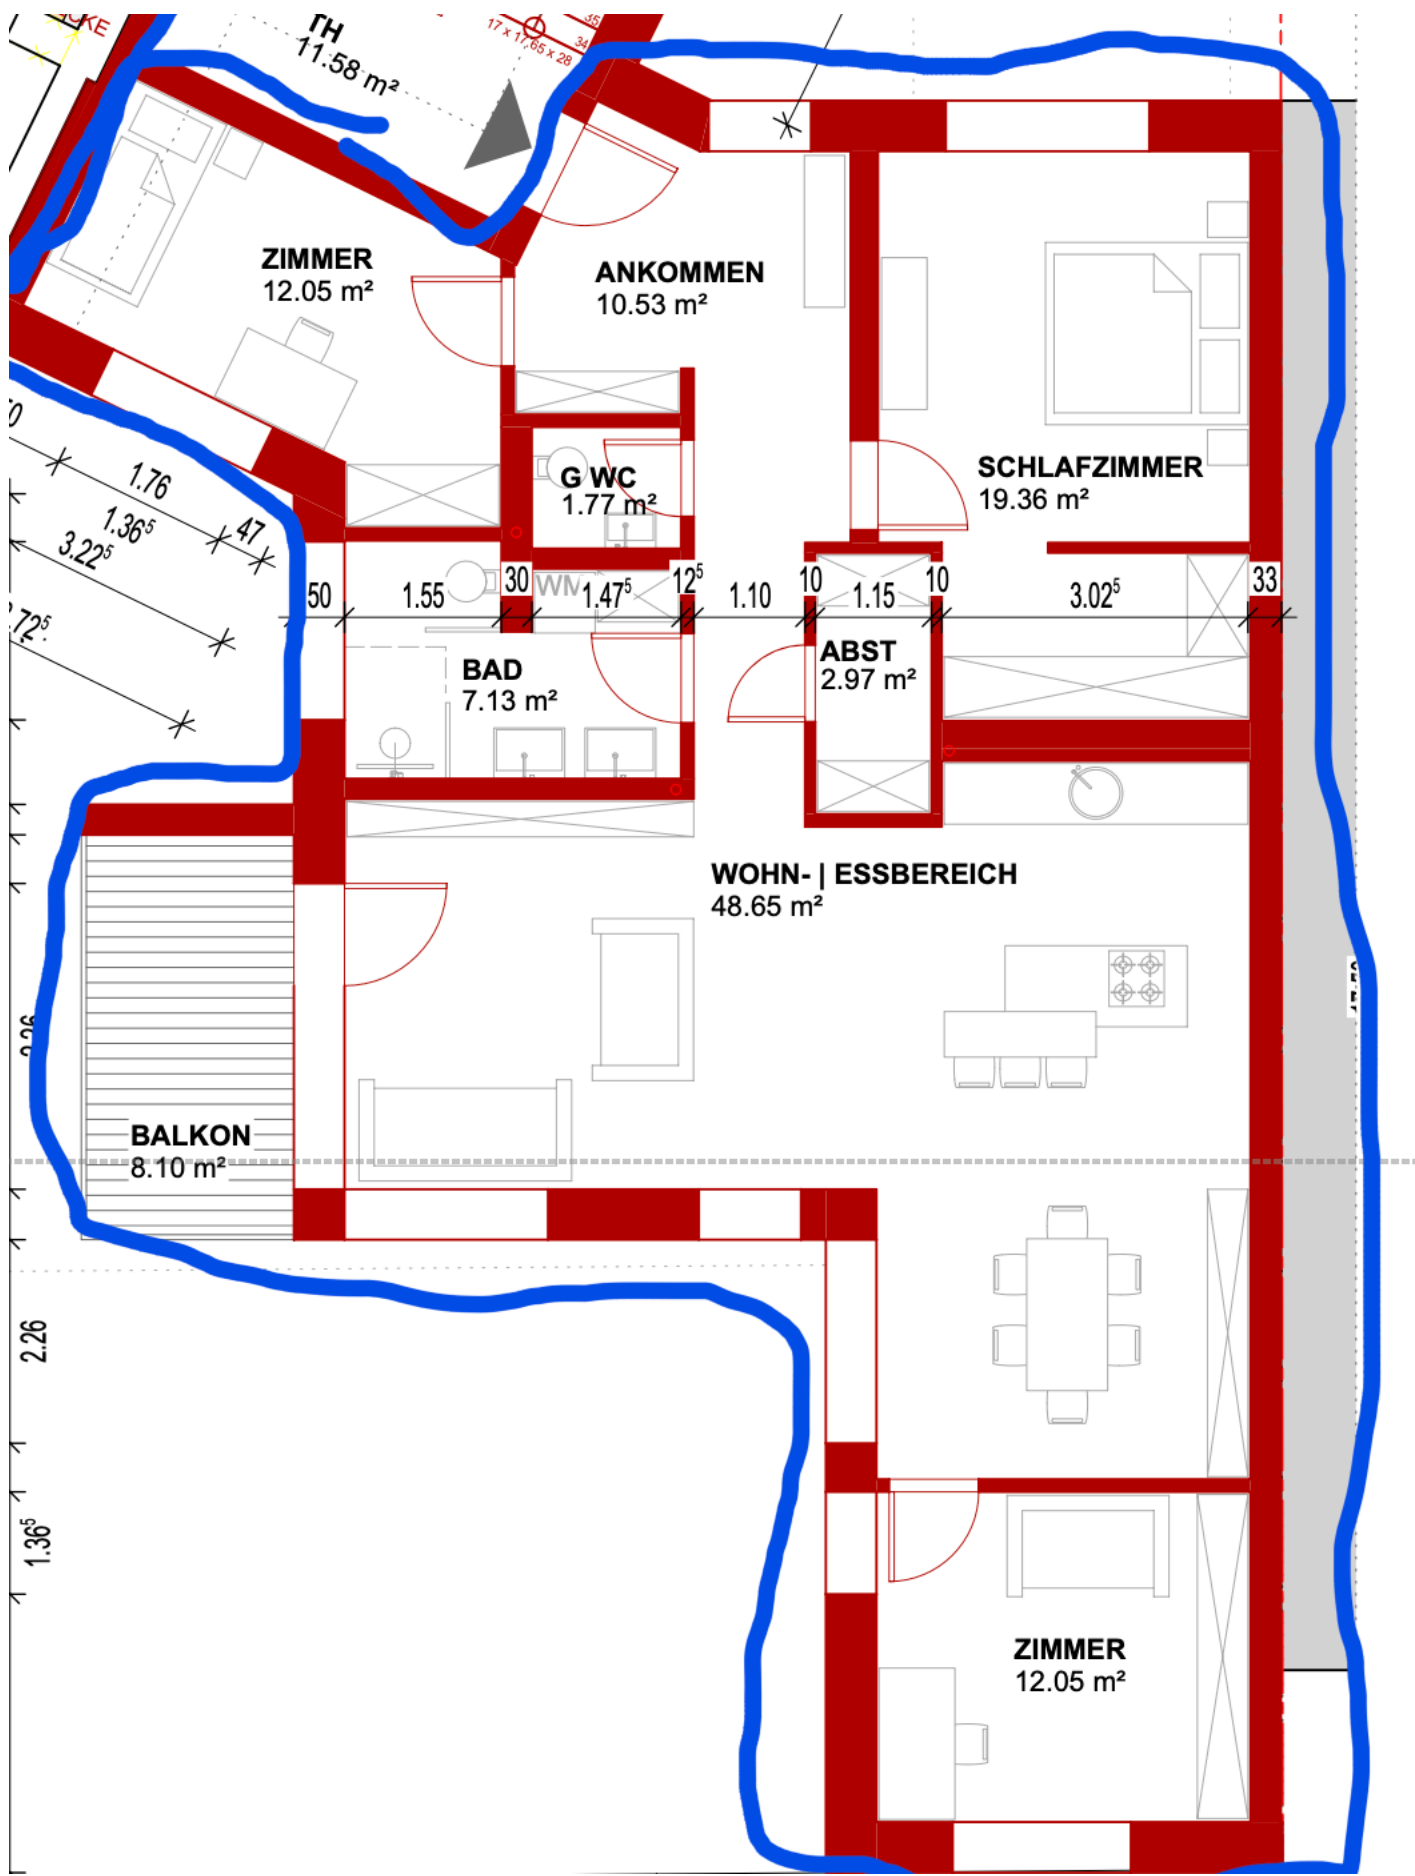 TH
11.58 m²
17 x 17,65 x 28
35
34
ZIMMER
12.05 m²
ANKOMMEN
10.53 m²
SCHLAFZIMMER
19.36 m²
G WC
1.77 m²
1.76
1.36⁵
47
3.22⁵
50
1.55
30
WM
1.47⁵
12⁵
1.10
10
1.15
10
3.02⁵
33
BAD
7.13 m²
ABST
2.97 m²
WOHN- | ESSBEREICH
48.65 m²
BALKON
8.10 m²
2.26
1.36⁵
ZIMMER
12.05 m²